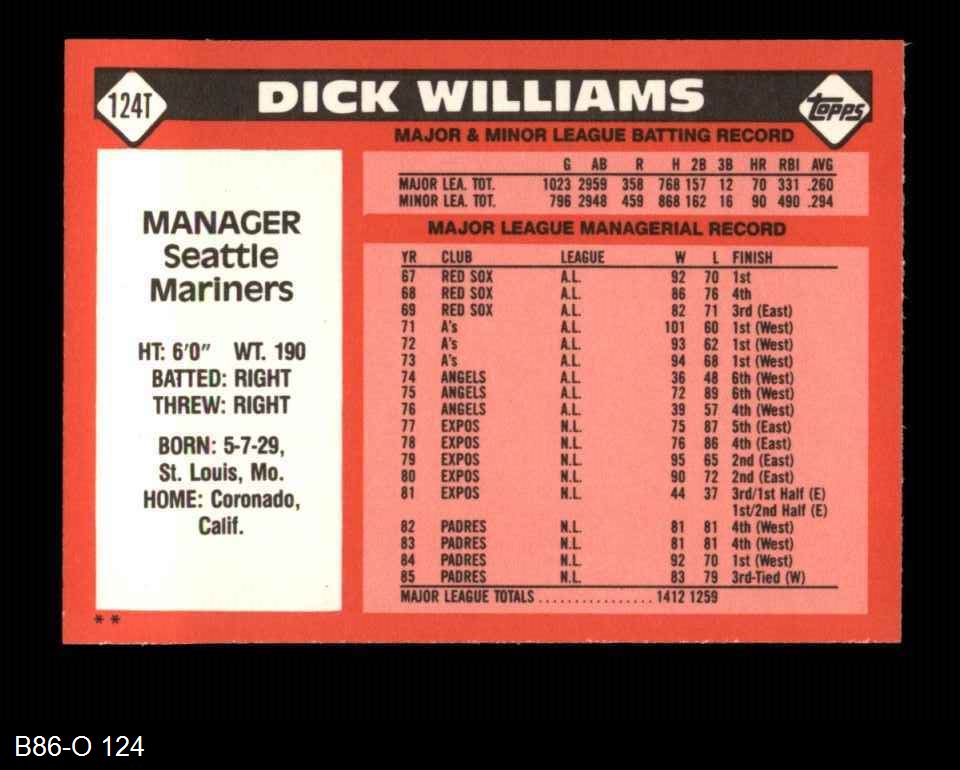 124T
DICK WILLIAMS
topps
MAJOR & MINOR LEAGUE BATTING RECORD
G AB R H 2B 3B HR RBI AVG
MAJOR LEA. TOT. 1023 2959 358 768 157 12 70 331 .260
MINOR LEA. TOT. 796 2948 459 868 162 16 90 490 .294
MANAGER
Seattle
Mariners
HT: 6'0" WT. 190
BATTED: RIGHT
THREW: RIGHT
BORN: 5-7-29,
St. Louis, Mo.
HOME: Coronado,
Calif.
MAJOR LEAGUE MANAGERIAL RECORD
YR CLUB LEAGUE W L FINISH
67 RED SOX A.L. 92 70 1st
68 RED SOX A.L. 86 76 4th
69 RED SOX A.L. 82 71 3rd (East)
71 A's A.L. 101 60 1st (West)
72 A's A.L. 93 62 1st (West)
73 A's A.L. 94 68 1st (West)
74 ANGELS A.L. 36 48 6th (West)
75 ANGELS A.L. 72 89 6th (West)
76 ANGELS A.L. 39 57 4th (West)
77 EXPOS N.L. 75 87 5th (East)
78 EXPOS N.L. 76 86 4th (East)
79 EXPOS N.L. 95 65 2nd (East)
80 EXPOS N.L. 90 72 2nd (East)
81 EXPOS N.L. 44 37 3rd/1st Half (E)
1st/2nd Half (E)
82 PADRES N.L. 81 81 4th (West)
83 PADRES N.L. 81 81 4th (West)
84 PADRES N.L. 92 70 1st (West)
85 PADRES N.L. 83 79 3rd-Tied (W)
MAJOR LEAGUE TOTALS ................ 1412 1259
**
B86-O 124